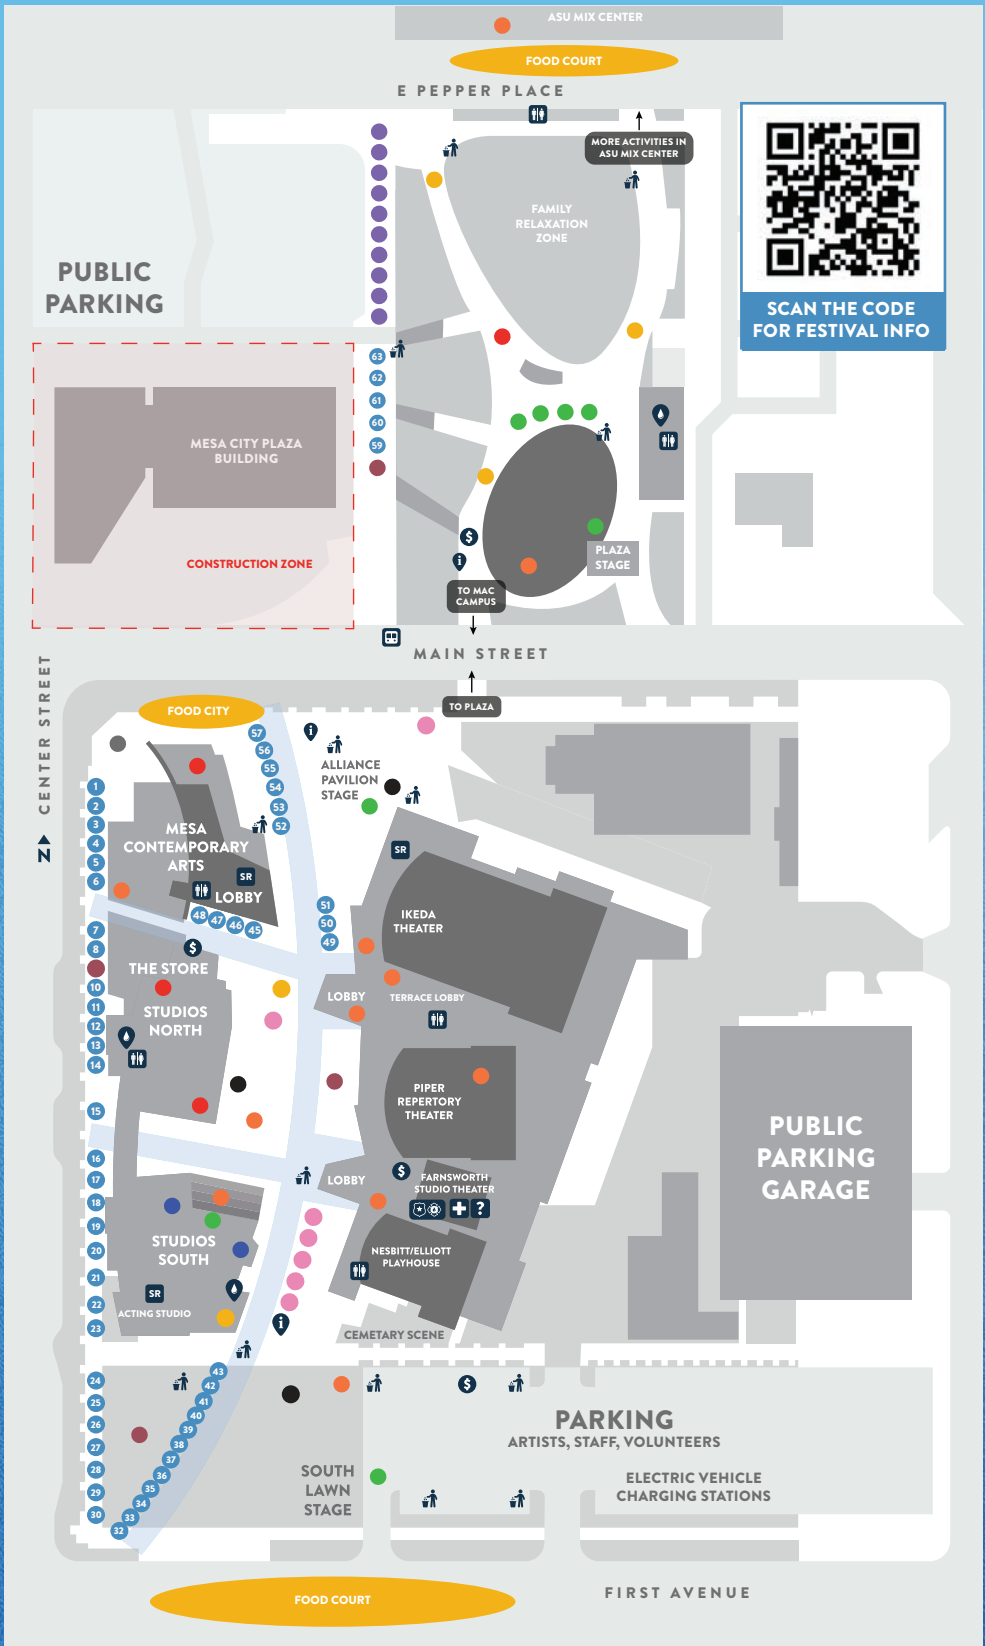 ASU MIX CENTER
FOOD COURT
E PEPPER PLACE
MORE ACTIVITIES IN
ASU MIX CENTER
FAMILY
RELAXATION
ZONE
PUBLIC
PARKING
SCAN THE CODE
FOR FESTIVAL INFO
63
62
61
60
59
MESA CITY PLAZA
BUILDING
CONSTRUCTION ZONE
$
i
PLAZA
STAGE
TO MAC
CAMPUS
MAIN STREET
TO PLAZA
CENTER STREET
N
FOOD CITY
57
56
55
54
53
52
i
ALLIANCE
PAVILION
STAGE
1
2
3
4
5
6
MESA
CONTEMPORARY
ARTS
SR
LOBBY
48
47
46
45
51
50
49
SR
IKEDA
THEATER
7
8
10
11
12
13
14
15
$
THE STORE
STUDIOS
NORTH
LOBBY
TERRACE LOBBY
PIPER
REPERTORY
THEATER
PUBLIC
PARKING
GARAGE
16
17
18
19
20
21
22
23
LOBBY
$
FARNSWORTH
STUDIO THEATER
?
STUDIOS
SOUTH
NESBITT/ELLIOTT
PLAYHOUSE
SR
ACTING STUDIO
i
CEMETARY SCENE
24
25
26
27
28
29
30
43
42
41
40
39
38
37
36
35
34
33
32
$
PARKING
ARTISTS, STAFF, VOLUNTEERS
SOUTH
LAWN
STAGE
ELECTRIC VEHICLE
CHARGING STATIONS
FOOD COURT
FIRST AVENUE